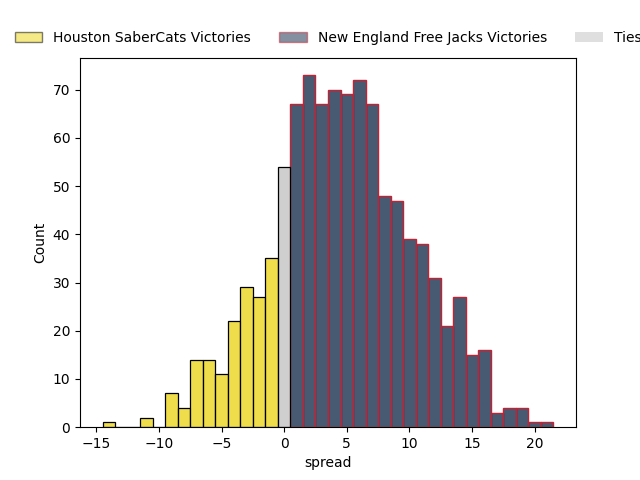 Houston SaberCats Victories New England Free Jacks Victories Ties
70
60
50
40
30
20
10
0
Count
−15 −10 −5 0 5 10 15 20
spread